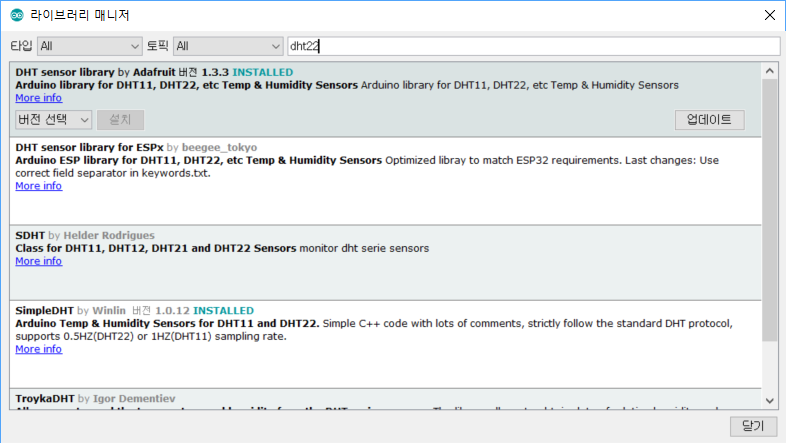 라이브러리 매니저
타입 All 토픽 All dht22
DHT sensor library by Adafruit 버전 1.3.3 INSTALLED
Arduino library for DHT11, DHT22, etc Temp & Humidity Sensors Arduino library for DHT11, DHT22, etc Temp & Humidity Sensors
More info
버전 선택 설치 업데이트
DHT sensor library for ESPx by beegee_tokyo
Arduino ESP library for DHT11, DHT22, etc Temp & Humidity Sensors Optimized libray to match ESP32 requirements. Last changes: Use
correct field separator in keywords.txt.
More info
SDHT by Helder Rodrigues
Class for DHT11, DHT12, DHT21 and DHT22 Sensors monitor dht serie sensors
More info
SimpleDHT by Winlin 버전 1.0.12 INSTALLED
Arduino Temp & Humidity Sensors for DHT11 and DHT22. Simple C++ code with lots of comments, strictly follow the standard DHT protocol,
supports 0.5HZ(DHT22) or 1HZ(DHT11) sampling rate.
More info
TroykaDHT by Igor Dementiev
닫기